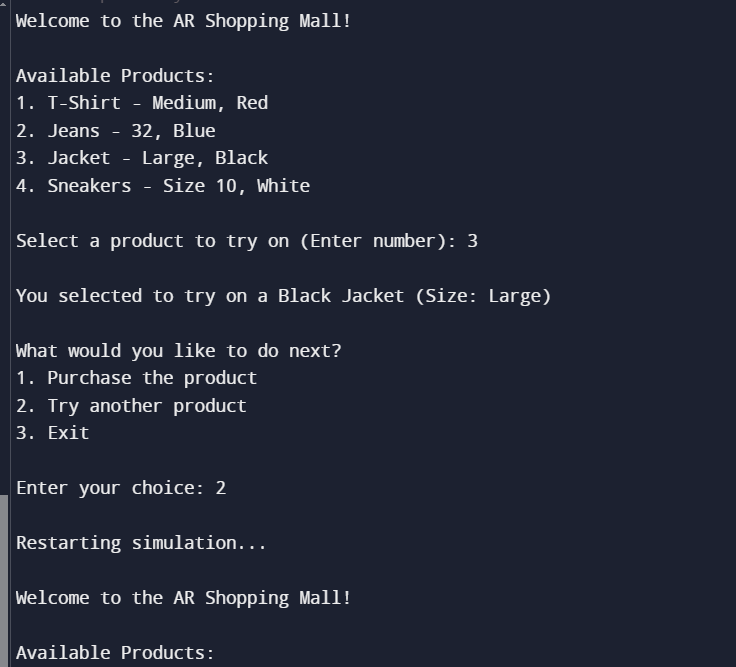 Welcome to the AR Shopping Mall!
Available Products:
1. T-Shirt - Medium, Red
2. Jeans - 32, Blue
3. Jacket - Large, Black
4. Sneakers - Size 10, White
Select a product to try on (Enter number): 3
You selected to try on a Black Jacket (Size: Large)
What would you like to do next?
1. Purchase the product
2. Try another product
3. Exit
Enter your choice: 2
Restarting simulation...
Welcome to the AR Shopping Mall!
Available Products: